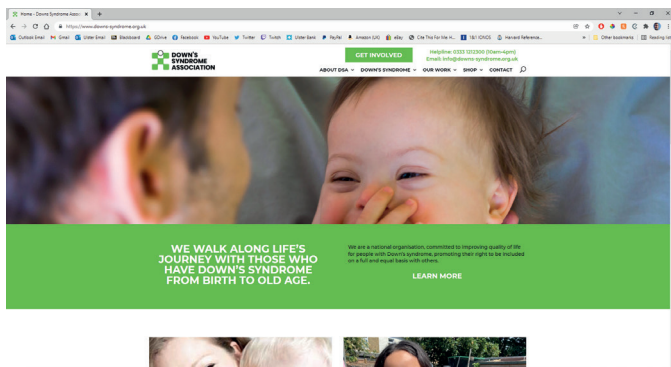 Home - Downs Syndrome Associ
https://www.downs-syndrome.org.uk
Outlook Email Gmail Ulster Email Blackboard GDrive Facebook YouTube Twitter Twitch Ulster Bank PayPal Amazon (UK) eBay Cite This For Me H... 1&1 IONOS Harvard Reference... » Other bookmarks Reading list
DOWN'S
SYNDROME
ASSOCIATION
GET INVOLVED
Helpline: 0333 1212300 (10am-4pm)
Email: info@downs-syndrome.org.uk
ABOUT DSA DOWN'S SYNDROME OUR WORK SHOP CONTACT
WE WALK ALONG LIFE'S
JOURNEY WITH THOSE WHO
HAVE DOWN'S SYNDROME
FROM BIRTH TO OLD AGE.
We are a national organisation, committed to improving quality of life
for people with Down's syndrome, promoting their right to be included
on a full and equal basis with others.
LEARN MORE